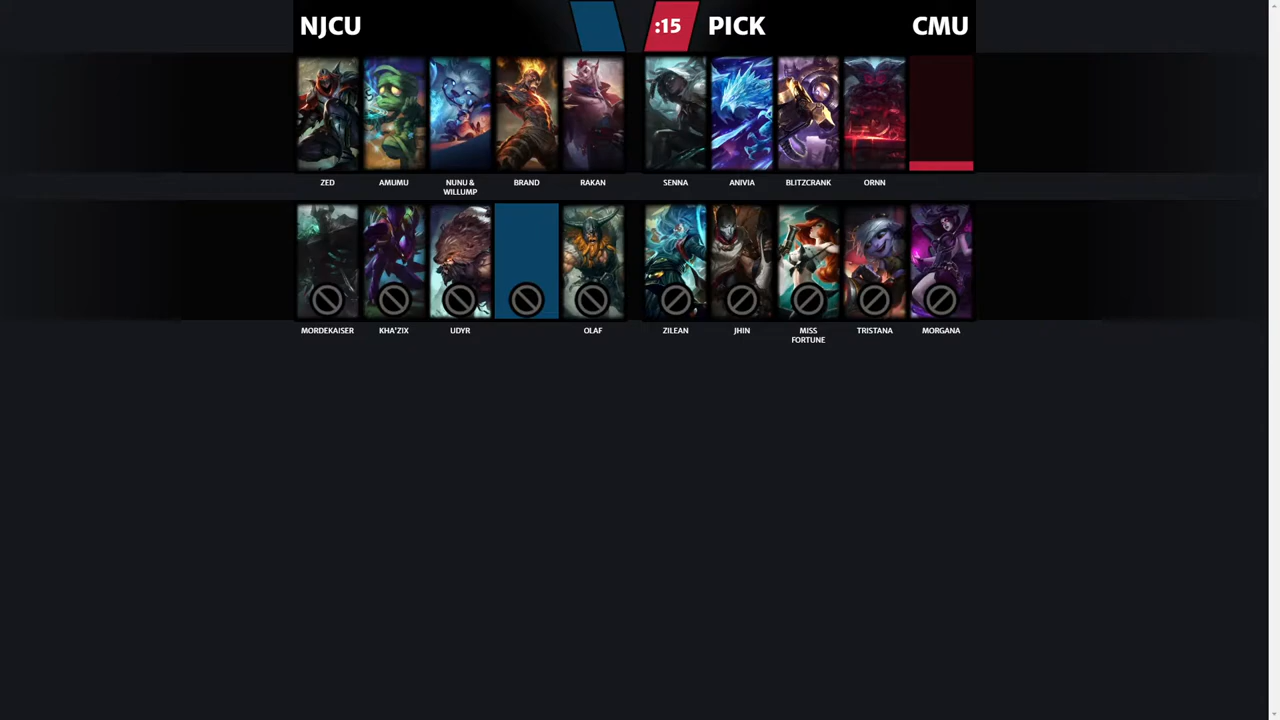 NJCU
:15
PICK
CMU
ZED
AMUMU
NUNU &
WILLUMP
BRAND
RAKAN
SENNA
ANIVIA
BLITZCRANK
ORNN
MORDEKAISER
KHA'ZIX
UDYR
OLAF
ZILEAN
JHIN
MISS
FORTUNE
TRISTANA
MORGANA